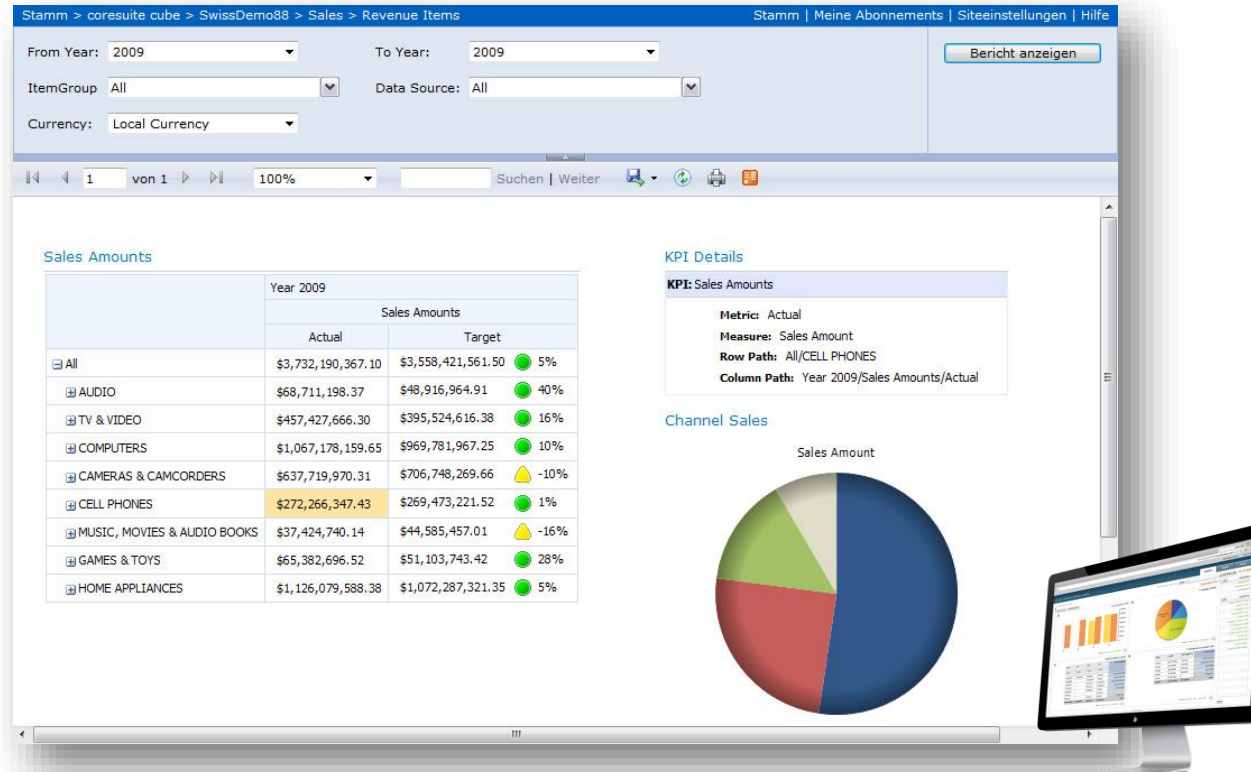 Stamm > coresuite cube > SwissDemo88 > Sales > Revenue Items
Stamm | Meine Abonnements | Siteeinstellungen | Hilfe
From Year: 2009 To Year: 2009
Bericht anzeigen
ItemGroup All Data Source: All
Currency: Local Currency
1 von 1 100% Suchen | Weiter
Sales Amounts
Year 2009
Sales Amounts
Actual Target
All $3,732,190,367.10 $3,558,421,561.50 5%
AUDIO $68,711,198.37 $48,916,964.91 40%
TV & VIDEO $457,427,666.30 $395,524,616.38 16%
COMPUTERS $1,067,178,159.65 $969,781,967.25 10%
CAMERAS & CAMCORDERS $637,719,970.31 $706,748,269.66 -10%
CELL PHONES $272,266,347.43 $269,473,221.52 1%
MUSIC, MOVIES & AUDIO BOOKS $37,424,740.14 $44,585,457.01 -16%
GAMES & TOYS $65,382,696.52 $51,103,743.42 28%
HOME APPLIANCES $1,126,079,588.38 $1,072,287,321.35 5%
KPI Details
KPI: Sales Amounts
Metric: Actual
Measure: Sales Amount
Row Path: All/CELL PHONES
Column Path: Year 2009/Sales Amounts/Actual
Channel Sales
Sales Amount